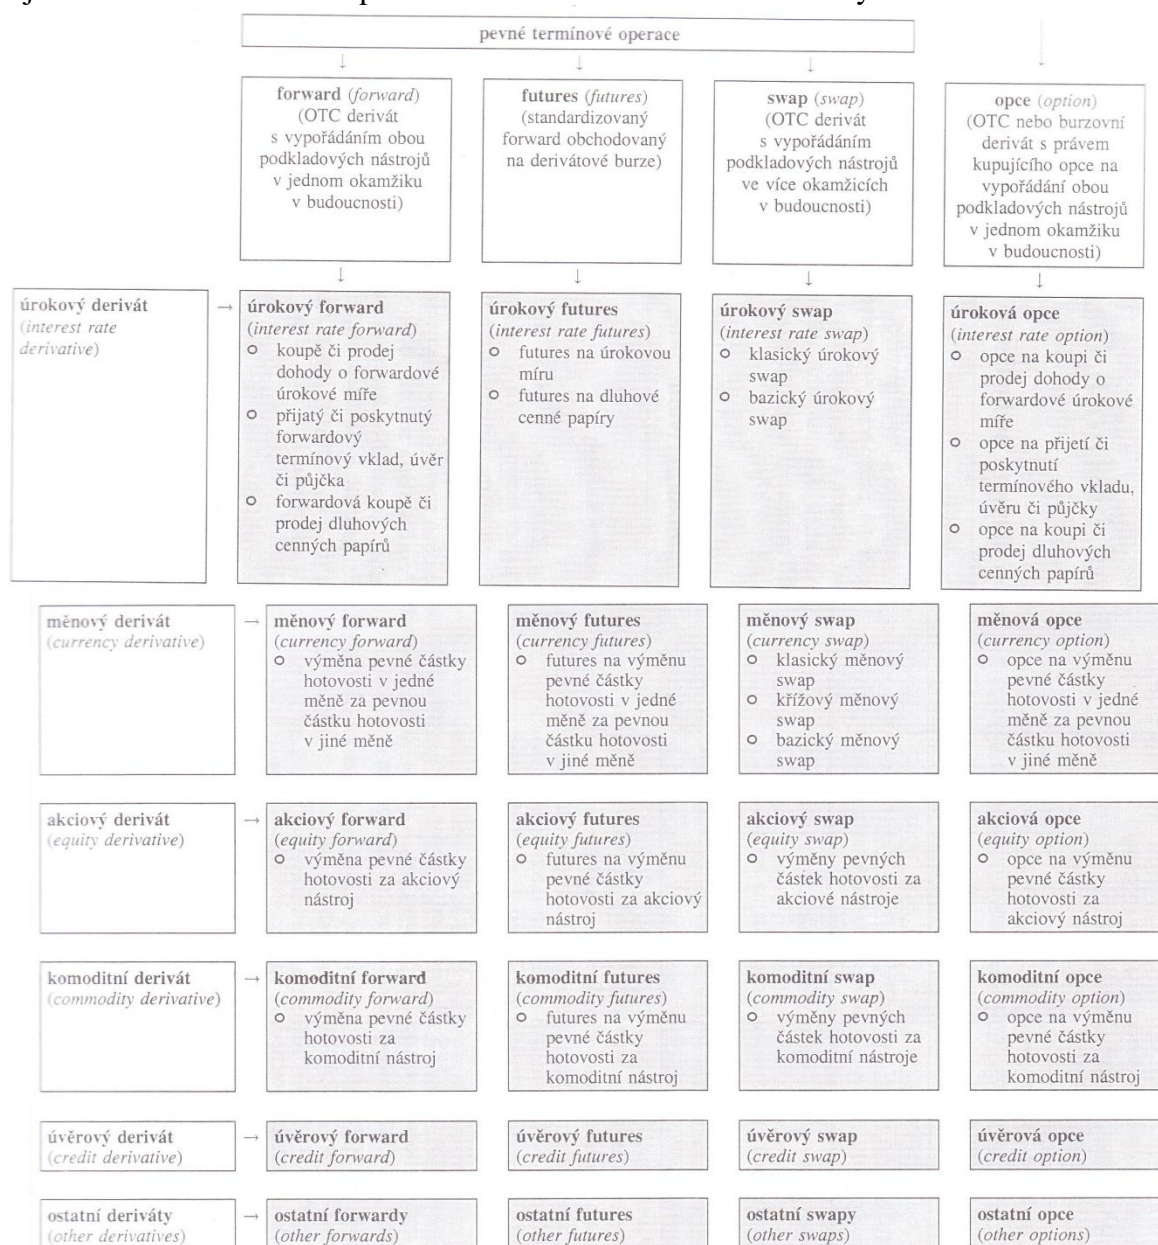 pevné termínové operace
↓ ↓ ↓ ↓
forward (forward)
(OTC derivát
s vypořádáním obou
podkladových nástrojů
v jednom okamžiku
v budoucnosti)
futures (futures)
(standardizovaný
forward obchodovaný
na derivátové burze)
swap (swap)
(OTC derivát
s vypořádáním
podkladových nástrojů
ve více okamžicích
v budoucnosti)
opce (option)
(OTC nebo burzovní
derivát s právem
kupujícího opce na
vypořádání obou
podkladových nástrojů
v jednom okamžiku
v budoucnosti)
↓ ↓ ↓ ↓
úrokový derivát
(interest rate
derivative)
→
úrokový forward
(interest rate forward)
o koupě či prodej
dohody o forwardové
úrokové míře
o přijatý či poskytnutý
forwardový
termínový vklad, úvěr
či půjčka
o forwardová koupě či
prodej dluhových
cenných papírů
úrokový futures
(interest rate futures)
o futures na úrokovou
míru
o futures na dluhové
cenné papíry
úrokový swap
(interest rate swap)
o klasický úrokový
swap
o bazický úrokový
swap
úroková opce
(interest rate option)
o opce na koupi či
prodej dohody o
forwardové úrokové
míře
o opce na přijetí či
poskytnutí
termínového vkladu,
úvěru či půjčky
o opce na koupi či
prodej dluhových
cenných papírů
měnový derivát
(currency derivative)
→
měnový forward
(currency forward)
o výměna pevné částky
hotovosti v jedné
měně za pevnou
částku hotovosti
v jiné měně
měnový futures
(currency futures)
o futures na výměnu
pevné částky
hotovosti v jedné
měně za pevnou
částku hotovosti
v jiné měně
měnový swap
(currency swap)
o klasický měnový
swap
o křížový měnový
swap
o bazický měnový
swap
měnová opce
(currency option)
o opce na výměnu
pevné částky
hotovosti v jedné
měně za pevnou
částku hotovosti
v jiné měně
akciový derivát
(equity derivative)
→
akciový forward
(equity forward)
o výměna pevné částky
hotovosti za akciový
nástroj
akciový futures
(equity futures)
o futures na výměnu
pevné částky
hotovosti za akciový
nástroj
akciový swap
(equity swap)
o výměny pevných
částek hotovosti za
akciové nástroje
akciová opce
(equity option)
o opce na výměnu
pevné částky
hotovosti za
akciový nástroj
komoditní derivát
(commodity derivative)
→
komoditní forward
(commodity forward)
o výměna pevné částky
hotovosti za
komoditní nástroj
komoditní futures
(commodity futures)
o futures na výměnu
pevné částky
hotovosti za
komoditní nástroj
komoditní swap
(commodity swap)
o výměny pevných
částek hotovosti za
komoditní nástroje
komoditní opce
(commodity option)
o opce na výměnu
pevné částky
hotovosti za
komoditní nástroj
úvěrový derivát
(credit derivative)
→
úvěrový forward
(credit forward)
úvěrový futures
(credit futures)
úvěrový swap
(credit swap)
úvěrová opce
(credit option)
ostatní deriváty
(other derivatives)
→
ostatní forwardy
(other forwards)
ostatní futures
(other futures)
ostatní swapy
(other swaps)
ostatní opce
(other options)